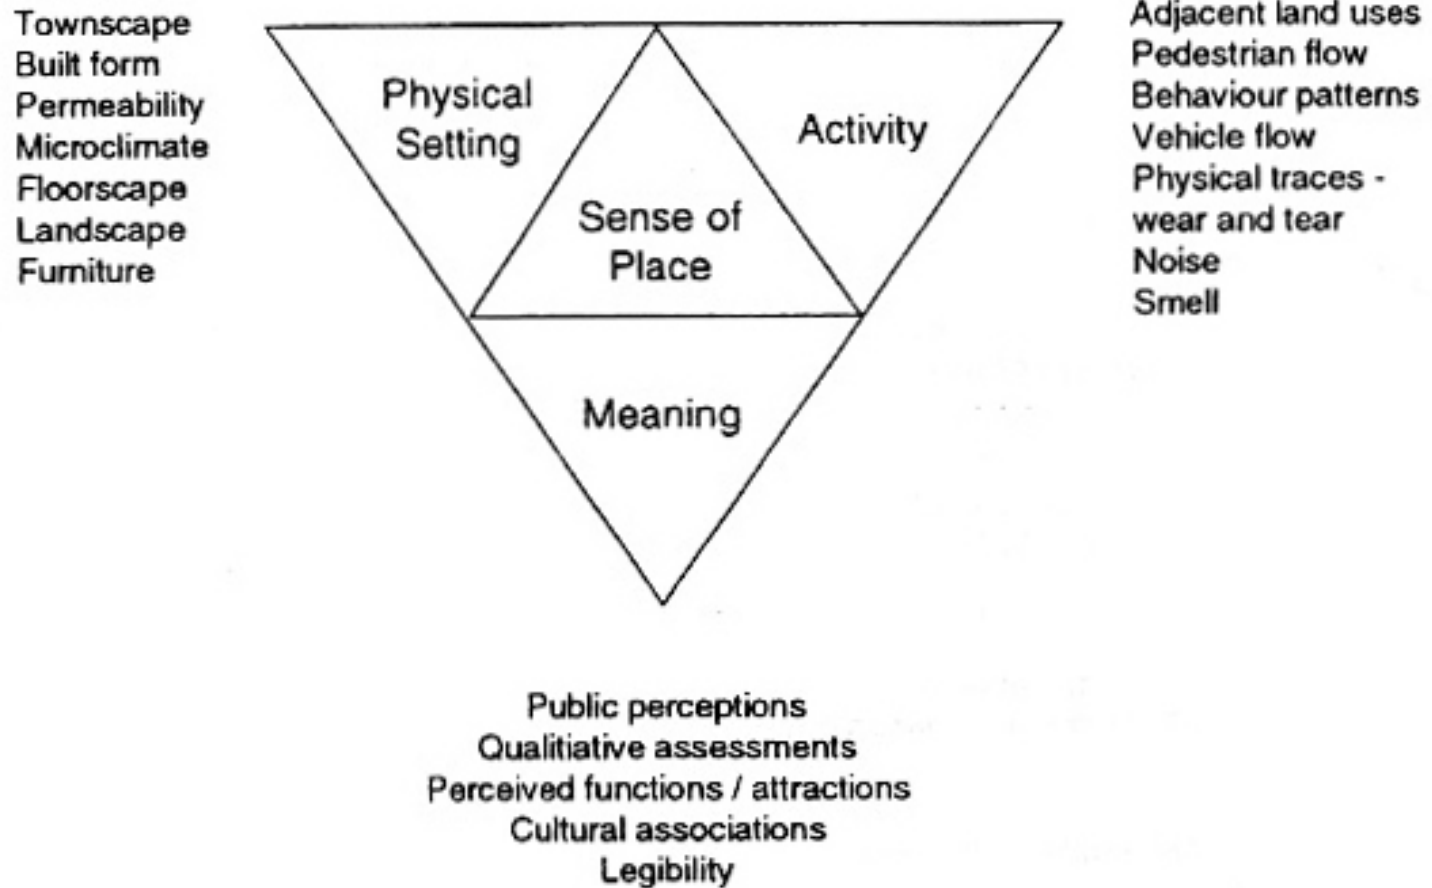 Townscape
Built form
Permeability
Microclimate
Floorscape
Landscape
Furniture
Physical
Setting
Activity
Sense of
Place
Meaning
Adjacent land uses
Pedestrian flow
Behaviour patterns
Vehicle flow
Physical traces -
wear and tear
Noise
Smell
Public perceptions
Qualitiative assessments
Perceived functions / attractions
Cultural associations
Legibility